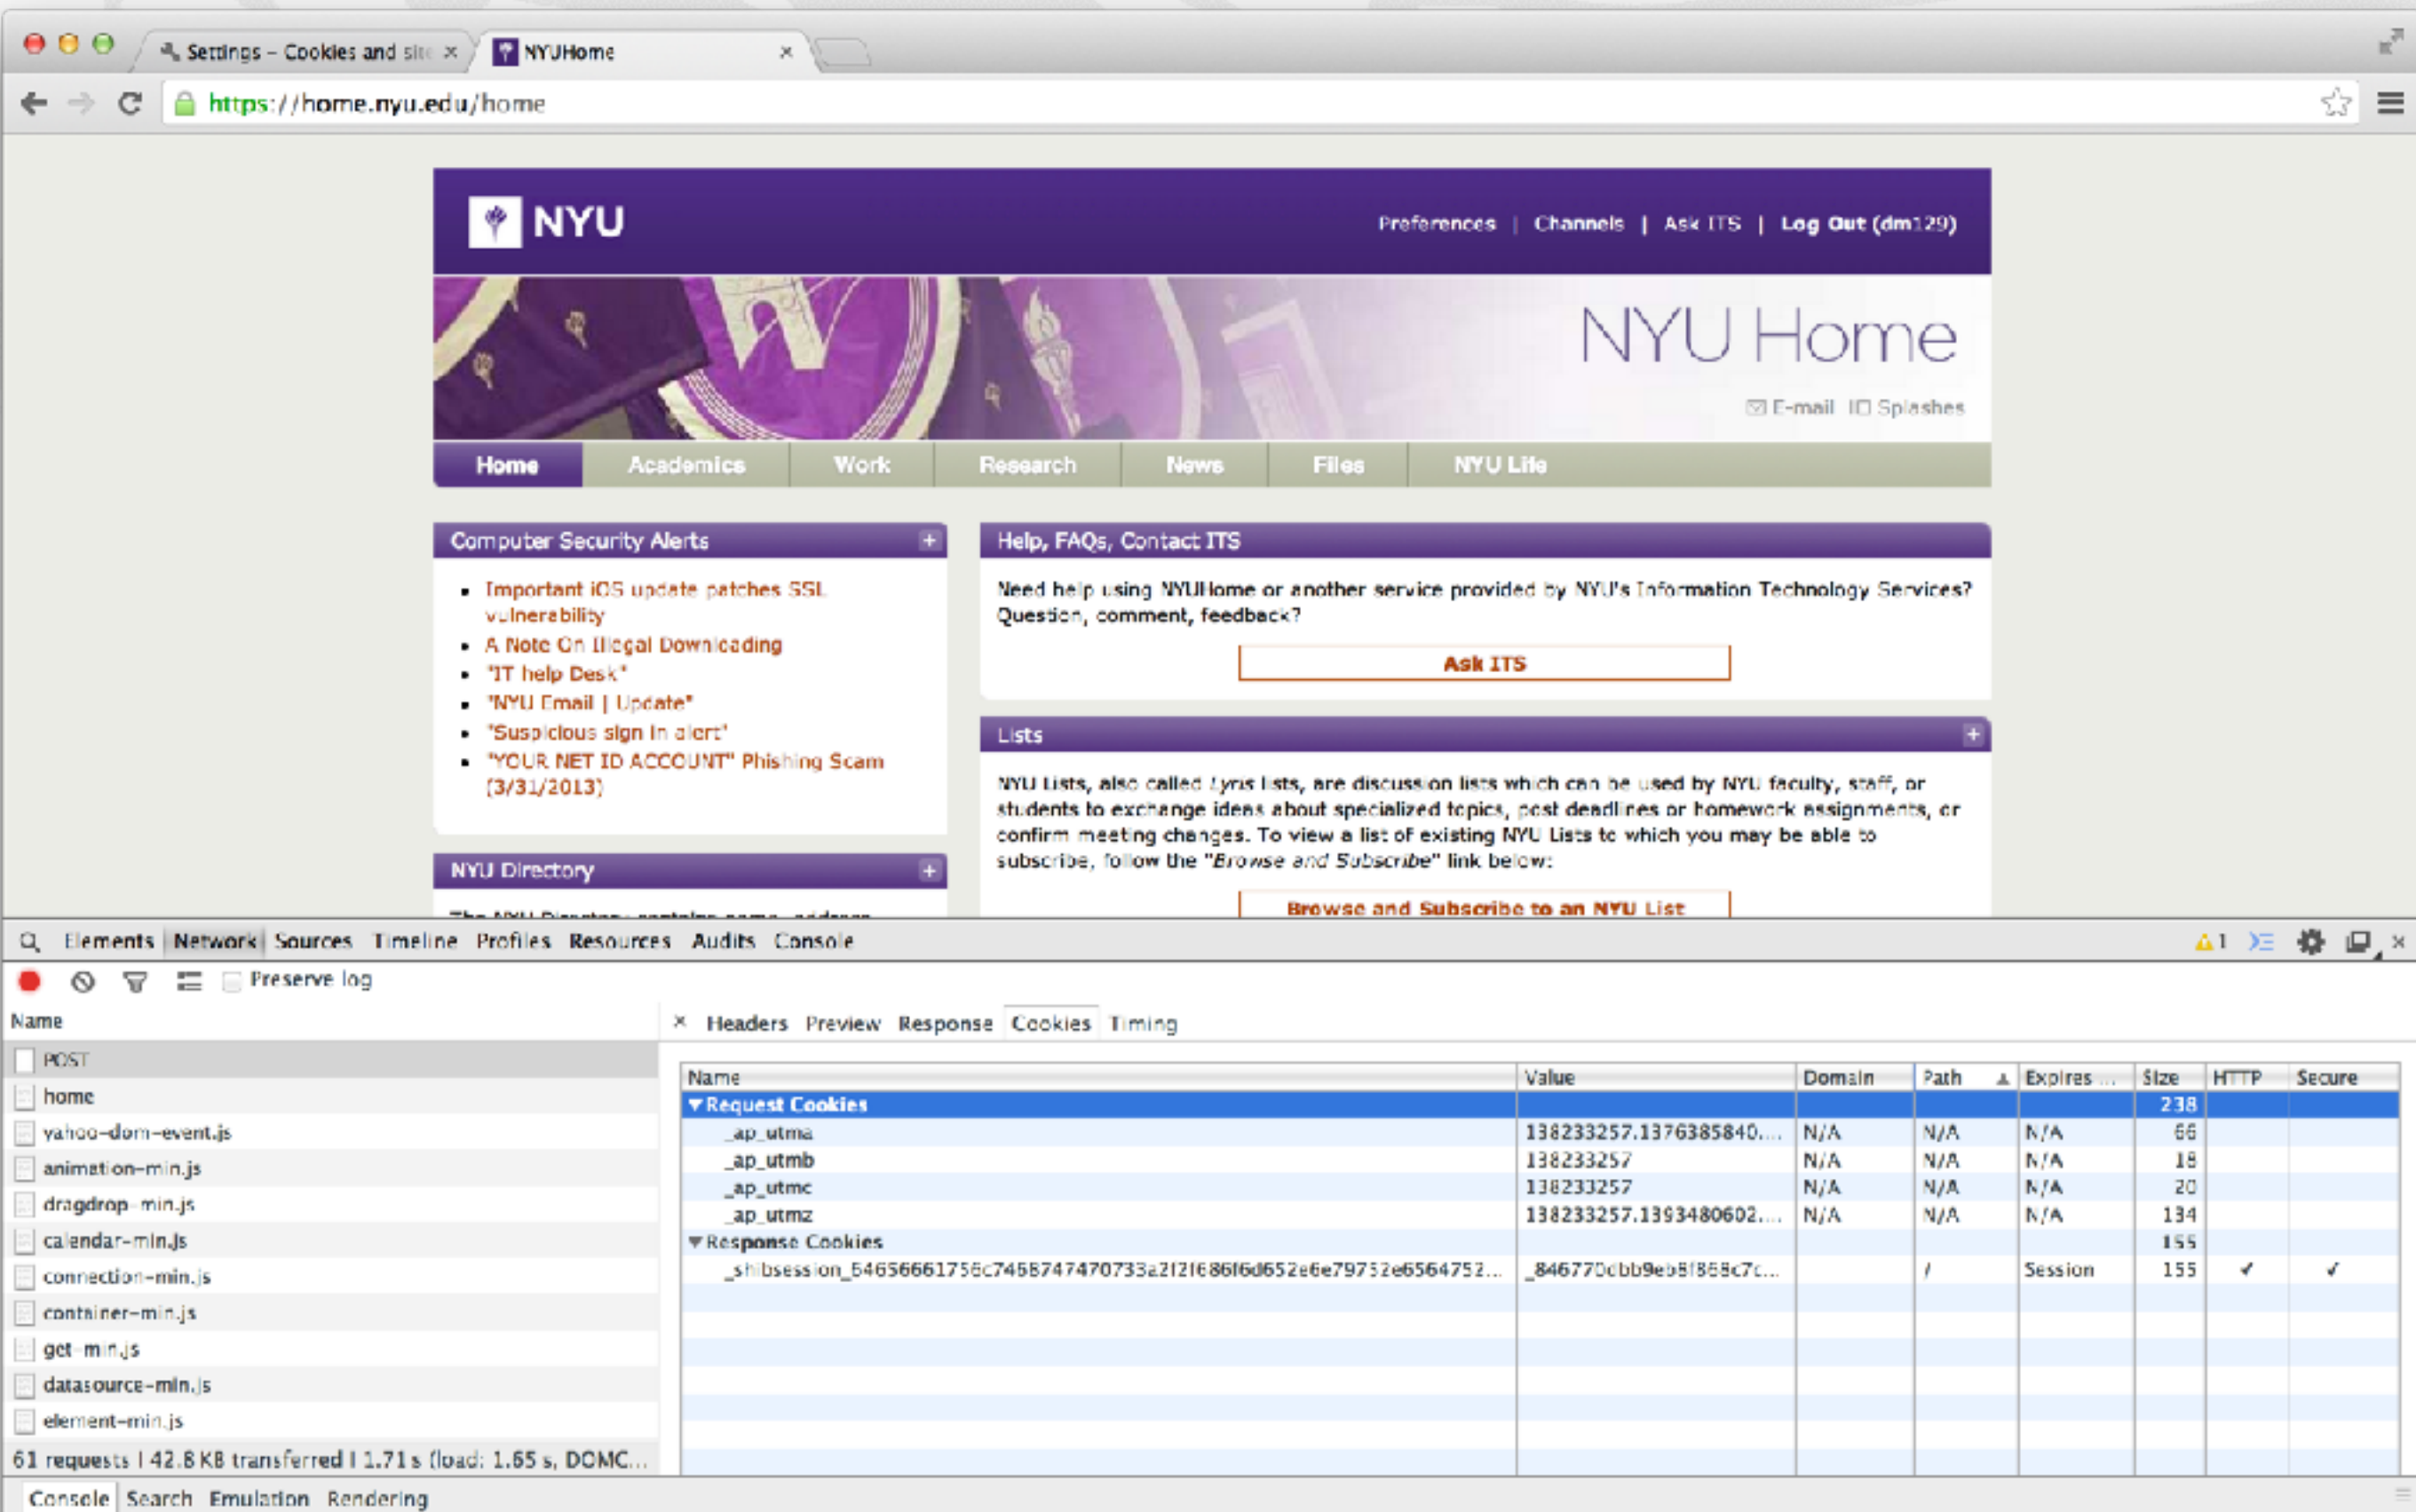 Settings – Cookies and site
NYUHome
https://home.nyu.edu/home
NYU
Preferences | Channels | Ask ITS | Log Out (dm129)
NYU Home
E-mail Splashes
Home Academics Work Research News Files NYU Life
Computer Security Alerts +
Important iOS update patches SSL
vulnerability
A Note On Illegal Downloading
"IT help Desk"
"NYU Email | Update"
"Suspicious sign in alert"
"YOUR NET ID ACCOUNT" Phishing Scam
(3/31/2013)
NYU Directory +
The NYU Directory contains name, address
Help, FAQs, Contact ITS
Need help using NYUHome or another service provided by NYU's Information Technology Services?
Question, comment, feedback?
Ask ITS
Lists +
NYU Lists, also called Lyris lists, are discussion lists which can be used by NYU faculty, staff, or
students to exchange ideas about specialized topics, post deadlines or homework assignments, or
confirm meeting changes. To view a list of existing NYU Lists to which you may be able to
subscribe, follow the "Browse and Subscribe" link below:
Browse and Subscribe to an NYU List
Elements Network Sources Timeline Profiles Resources Audits Console 1
Preserve log
Name
POST
home
yahoo-dom-event.js
animation-min.js
dragdrop-min.js
calendar-min.js
connection-min.js
container-min.js
get-min.js
datasource-min.js
element-min.js
61 requests | 42.8 KB transferred | 1.71 s (load: 1.65 s, DOMC...
× Headers Preview Response Cookies Timing
Name Value Domain Path Expires ... Size HTTP Secure
Request Cookies 238
_ap_utma 138233257.1376385840.... N/A N/A N/A 66
_ap_utmb 138233257 N/A N/A N/A 18
_ap_utmc 138233257 N/A N/A N/A 20
_ap_utmz 138233257.1393480602.... N/A N/A N/A 134
Response Cookies 155
_shibsession_64656661756c7468747470733a2f2f686f6d652e6e79752e6564752... _846770dbb9eb8f868c7c... / Session 155 ✓ ✓
Console Search Emulation Rendering